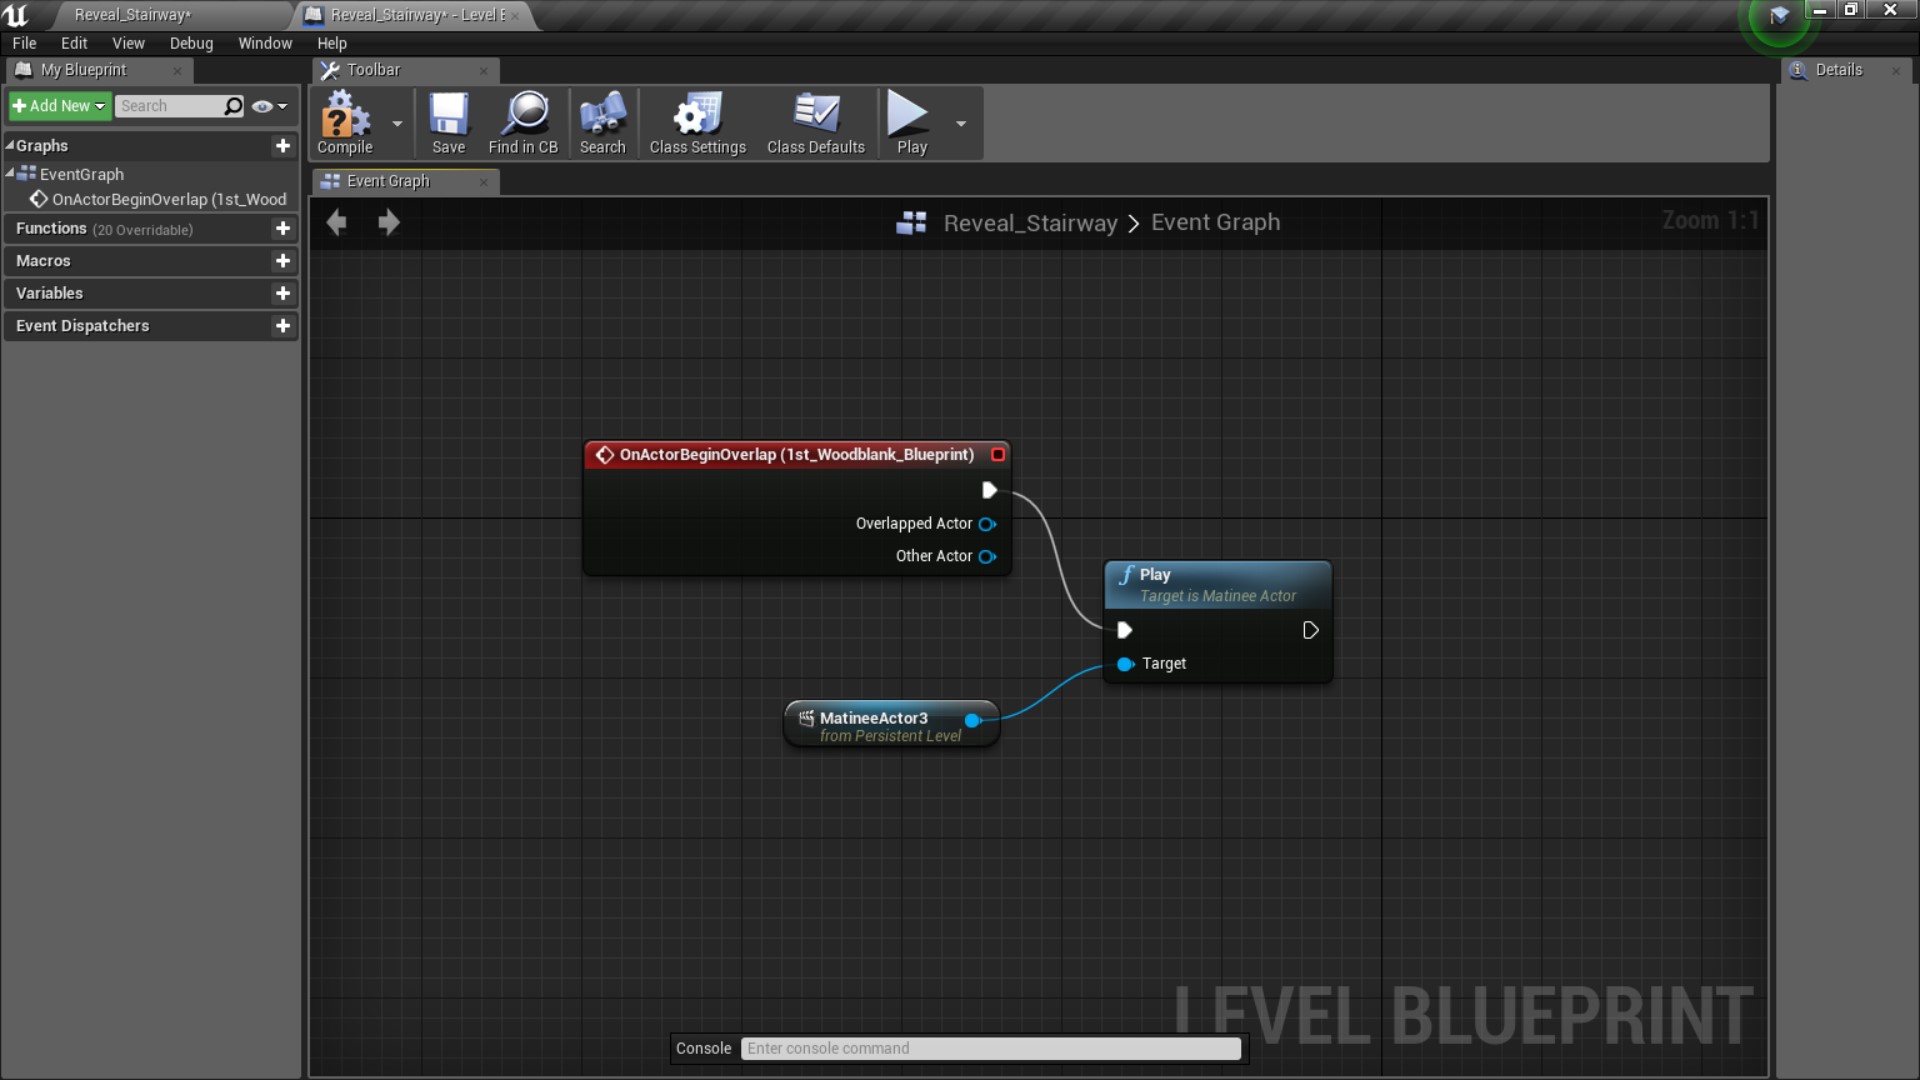 Reveal_Stairway*
Reveal_Stairway* - Level E
File Edit View Debug Window Help
My Blueprint
Toolbar
Details
Add New
Search
Compile
Save
Find in CB
Search
Class Settings
Class Defaults
Play
Graphs
EventGraph
OnActorBeginOverlap (1st_Wood
Functions (20 Overridable)
Macros
Variables
Event Dispatchers
Event Graph
Reveal_Stairway > Event Graph
Zoom 1:1
OnActorBeginOverlap (1st_Woodblank_Blueprint)
Overlapped Actor
Other Actor
f Play
Target is Matinee Actor
Target
MatineeActor3
from Persistent Level
LEVEL BLUEPRINT
Console Enter console command